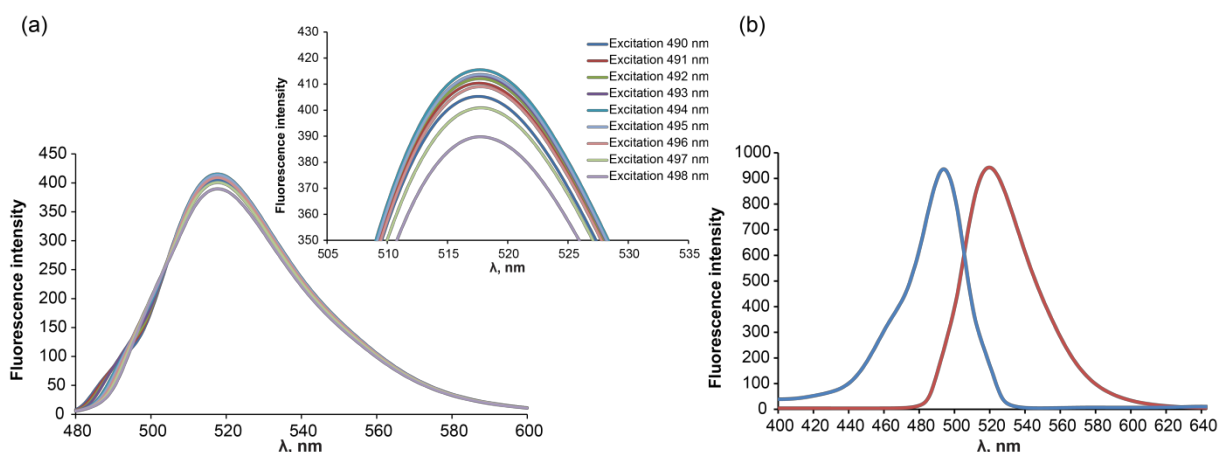 (a)
430
420
410
400
390
380
370
360
350
Fluorescence intensity
505 510 515 520 525 530 535
λ, nm
Excitation 490 nm
Excitation 491 nm
Excitation 492 nm
Excitation 493 nm
Excitation 494 nm
Excitation 495 nm
Excitation 496 nm
Excitation 497 nm
Excitation 498 nm
450
400
350
300
250
200
150
100
50
0
Fluorescence intensity
480 500 520 540 560 580 600
λ, nm
(b)
1000
900
800
700
600
500
400
300
200
100
0
Fluorescence intensity
400 420 440 460 480 500 520 540 560 580 600 620 640
λ, nm